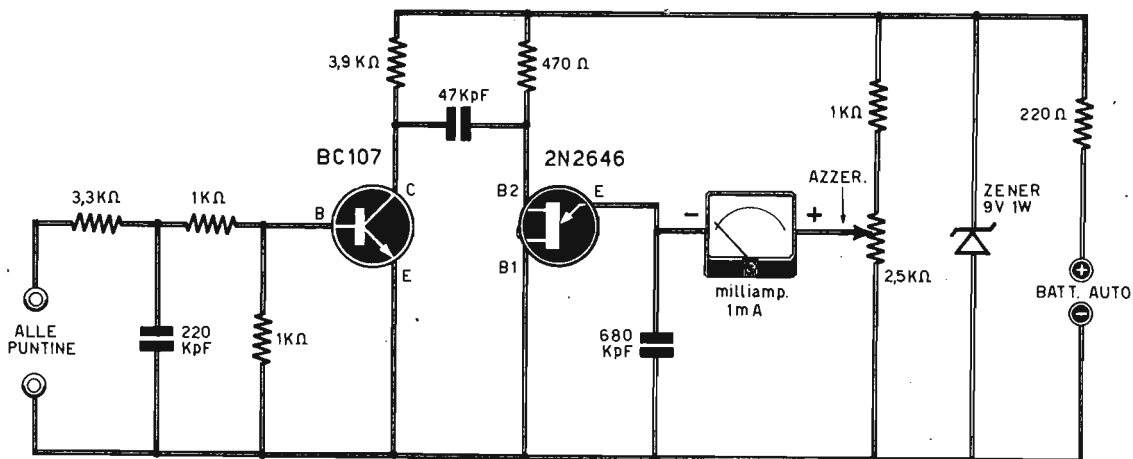 3,9 KΩ
470 Ω
47KpF
1KΩ
220 Ω
BC107
2N2646
3,3KΩ
1KΩ
B
C
E
B2
E
B1
AZZER.
ZENER
9V 1W
-
+
2,5KΩ
milliamp.
1mA
+
BATT. AUTO
-
ALLE
PUNTINE
220
KpF
1KΩ
680
KpF